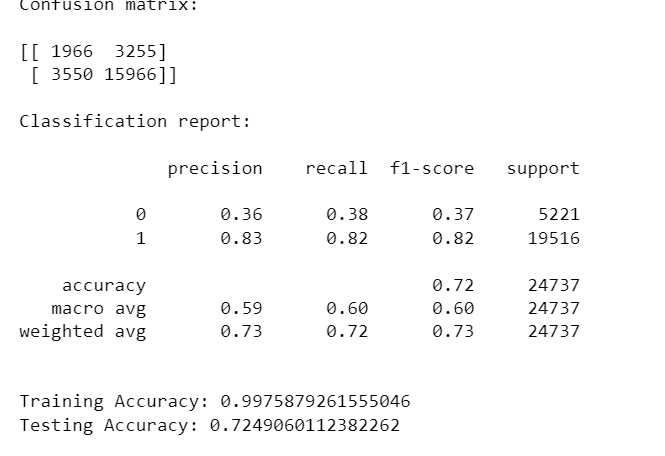 Confusion matrix:
[[ 1966 3255]
[ 3550 15966]]
Classification report:
precision recall f1-score support
0 0.36 0.38 0.37 5221
1 0.83 0.82 0.82 19516
accuracy 0.72 24737
macro avg 0.59 0.60 0.60 24737
weighted avg 0.73 0.72 0.73 24737
Training Accuracy: 0.9975879261555046
Testing Accuracy: 0.7249060112382262